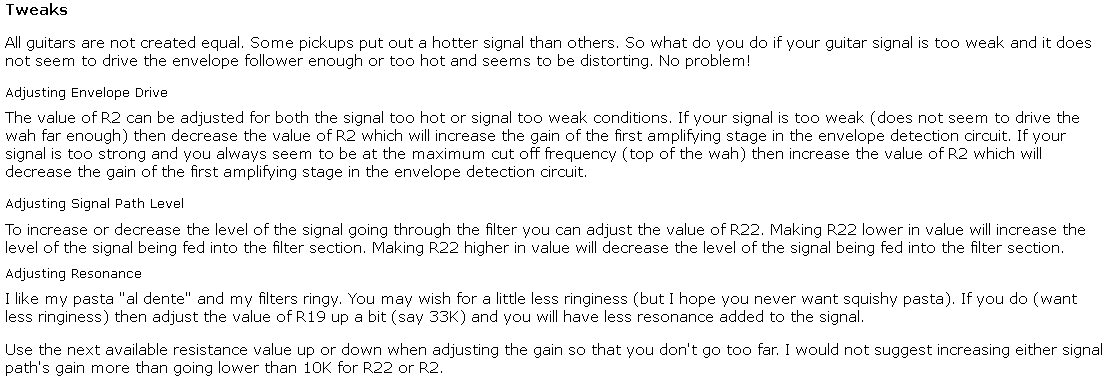 Tweaks
All guitars are not created equal. Some pickups put out a hotter signal than others. So what do you do if your guitar signal is too weak and it does
not seem to drive the envelope follower enough or too hot and seems to be distorting. No problem!
Adjusting Envelope Drive
The value of R2 can be adjusted for both the signal too hot or signal too weak conditions. If your signal is too weak (does not seem to drive the
wah far enough) then decrease the value of R2 which will increase the gain of the first amplifying stage in the envelope detection circuit. If your
signal is too strong and you always seem to be at the maximum cut off frequency (top of the wah) then increase the value of R2 which will
decrease the gain of the first amplifying stage in the envelope detection circuit.
Adjusting Signal Path Level
To increase or decrease the level of the signal going through the filter you can adjust the value of R22. Making R22 lower in value will increase the
level of the signal being fed into the filter section. Making R22 higher in value will decrease the level of the signal being fed into the filter section.
Adjusting Resonance
I like my pasta "al dente" and my filters ringy. You may wish for a little less ringiness (but I hope you never want squishy pasta). If you do (want
less ringiness) then adjust the value of R19 up a bit (say 33K) and you will have less resonance added to the signal.
Use the next available resistance value up or down when adjusting the gain so that you don't go too far. I would not suggest increasing either signal
path's gain more than going lower than 10K for R22 or R2.